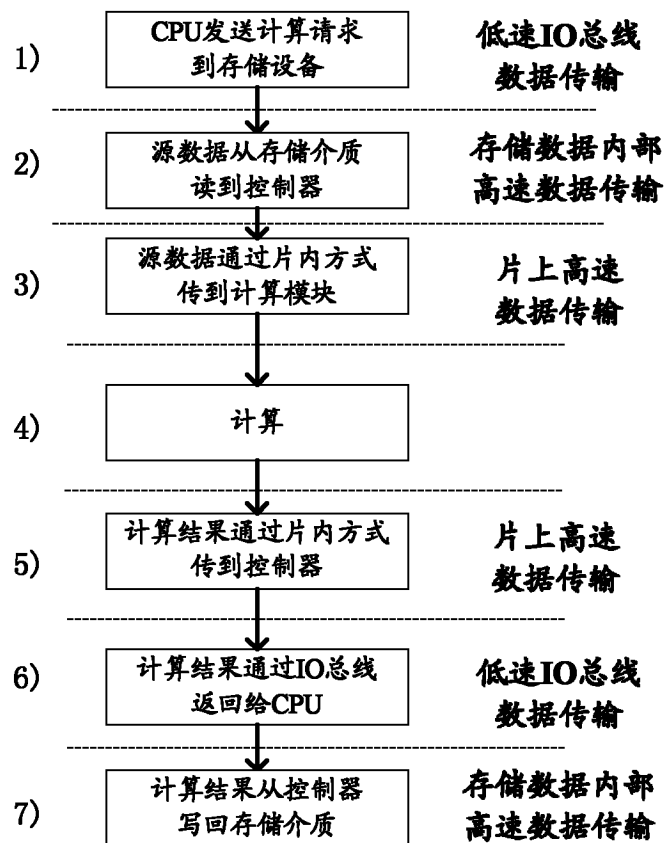 1)
CPU发送计算请求
到存储设备
低速IO总线
数据传输
2)
源数据从存储介质
读到控制器
存储数据内部
高速数据传输
3)
源数据通过片内方式
传到计算模块
片上高速
数据传输
4)
计算
5)
计算结果通过片内方式
传到控制器
片上高速
数据传输
6)
计算结果通过IO总线
返回给CPU
低速IO总线
数据传输
7)
计算结果从控制器
写回存储介质
存储数据内部
高速数据传输